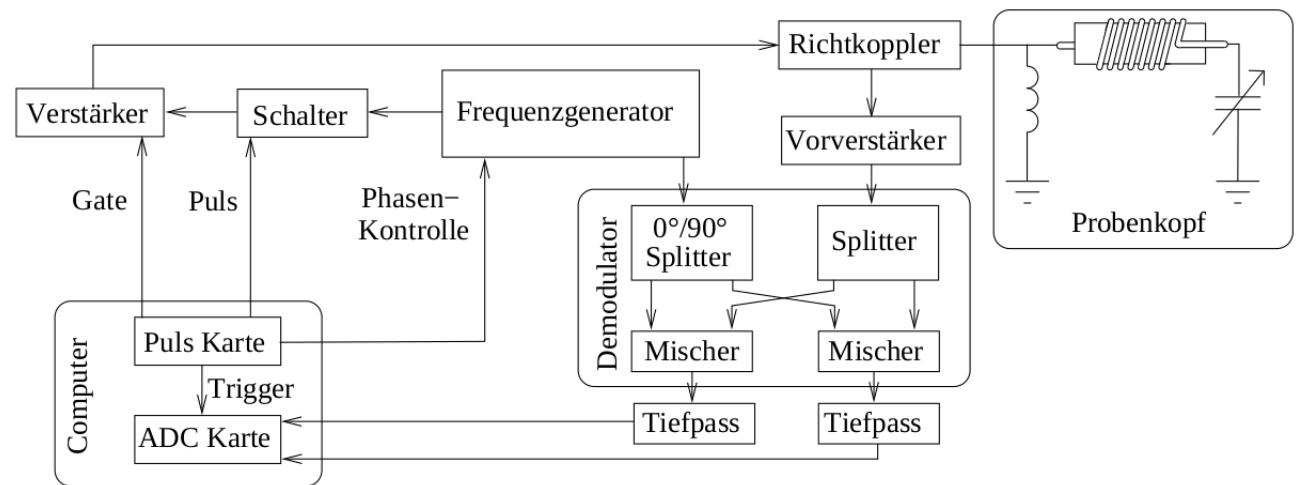 Richtkoppler
Verstärker
Schalter
Frequenzgenerator
Vorverstärker
Gate
Puls
Phasen−
Kontrolle
Probenkopf
Demodulator
0°/90°
Splitter
Splitter
Mischer
Mischer
Computer
Puls Karte
Trigger
ADC Karte
Tiefpass
Tiefpass